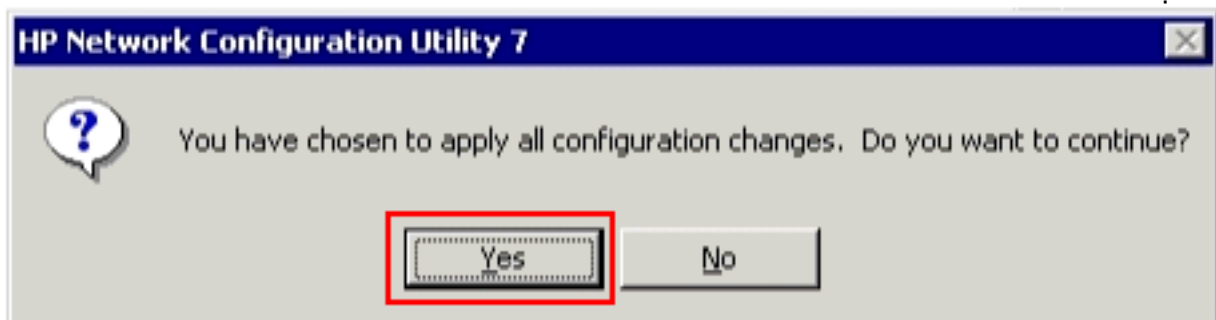 HP Network Configuration Utility 7
You have chosen to apply all configuration changes. Do you want to continue?
Yes
No